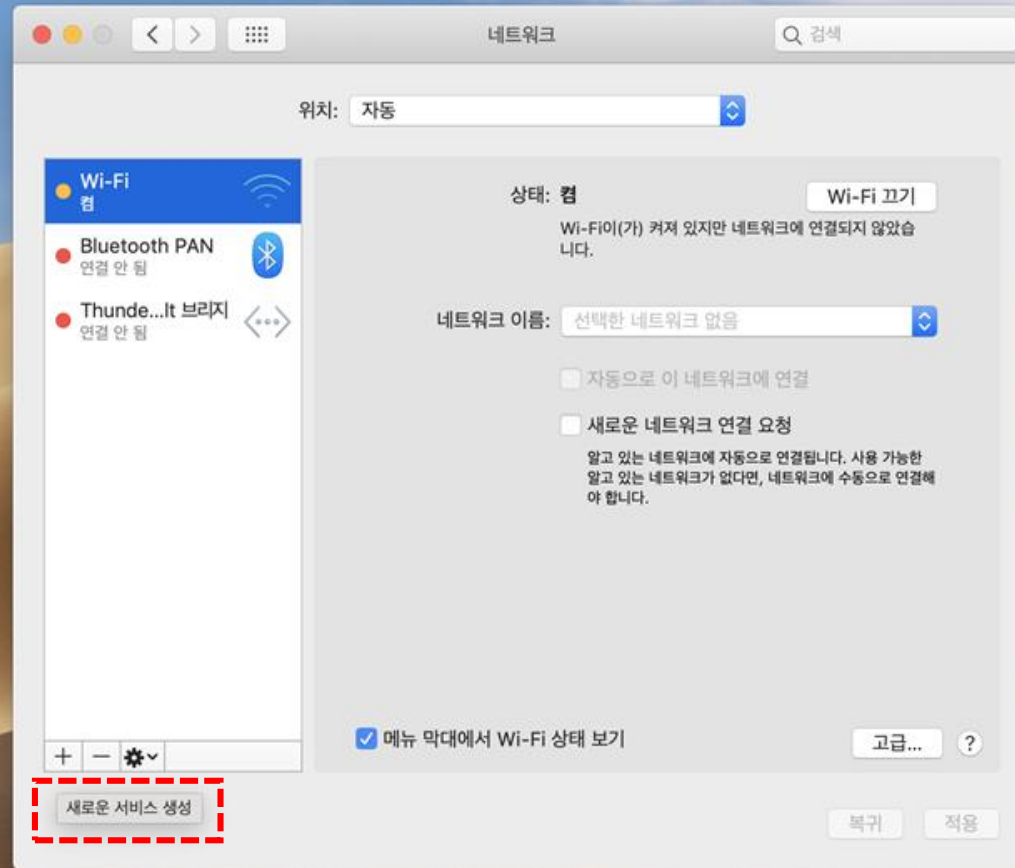 네트워크
검색
위치: 자동
Wi-Fi
켬
Bluetooth PAN
연결 안 됨
Thunde...lt 브리지
연결 안 됨
상태: 켬
Wi-Fi 끄기
Wi-Fi이(가) 켜져 있지만 네트워크에 연결되지 않았습
니다.
네트워크 이름: 선택한 네트워크 없음
자동으로 이 네트워크에 연결
새로운 네트워크 연결 요청
알고 있는 네트워크에 자동으로 연결됩니다. 사용 가능한
알고 있는 네트워크가 없다면, 네트워크에 수동으로 연결해
야 합니다.
메뉴 막대에서 Wi-Fi 상태 보기
고급...
?
새로운 서비스 생성
복귀
적용